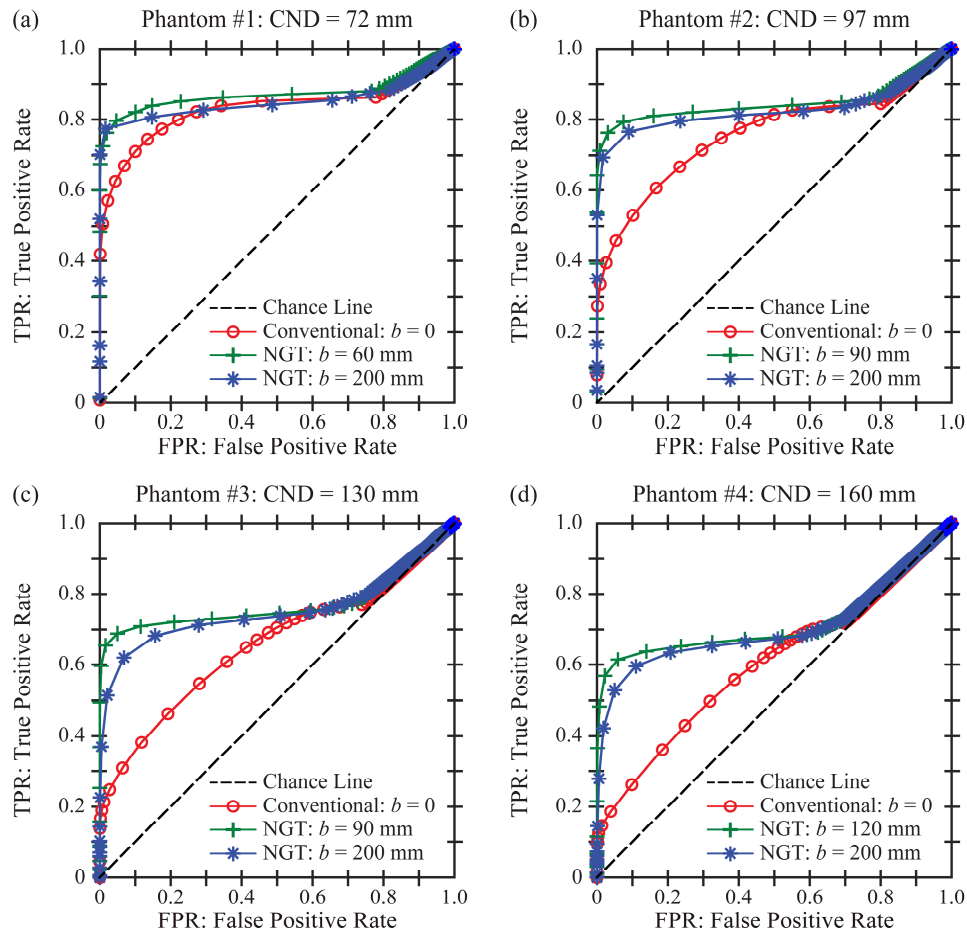 (a) Phantom #1: CND = 72 mm
1.0
0.8
0.6
0.4
0.2
0
TPR: True Positive Rate
Chance Line
Conventional: b = 0
NGT: b = 60 mm
NGT: b = 200 mm
0 0.2 0.4 0.6 0.8 1.0
FPR: False Positive Rate
(b) Phantom #2: CND = 97 mm
1.0
0.8
0.6
0.4
0.2
0
TPR: True Positive Rate
Chance Line
Conventional: b = 0
NGT: b = 90 mm
NGT: b = 200 mm
0 0.2 0.4 0.6 0.8 1.0
FPR: False Positive Rate
(c) Phantom #3: CND = 130 mm
1.0
0.8
0.6
0.4
0.2
0
TPR: True Positive Rate
Chance Line
Conventional: b = 0
NGT: b = 90 mm
NGT: b = 200 mm
0 0.2 0.4 0.6 0.8 1.0
FPR: False Positive Rate
(d) Phantom #4: CND = 160 mm
1.0
0.8
0.6
0.4
0.2
0
TPR: True Positive Rate
Chance Line
Conventional: b = 0
NGT: b = 120 mm
NGT: b = 200 mm
0 0.2 0.4 0.6 0.8 1.0
FPR: False Positive Rate